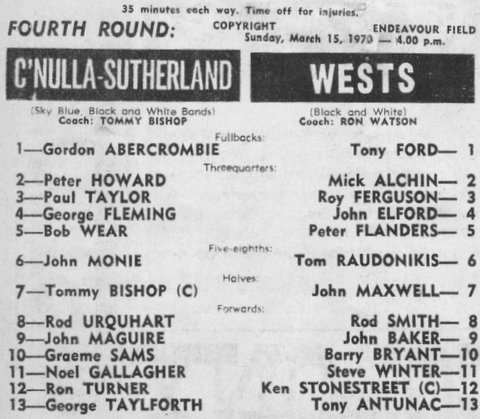 35 minutes each way. Time off for injuries.
FOURTH ROUND: COPYRIGHT ENDEAVOUR FIELD
Sunday, March 15, 1970 — 4.00 p.m.
C'NULLA-SUTHERLAND WESTS
(Sky Blue, Black and White Bands) (Black and White)
Coach: TOMMY BISHOP Coach: RON WATSON
Fullbacks:
1—Gordon ABERCROMBIE Tony FORD— 1
Threequarters:
2—Peter HOWARD Mick ALCHIN— 2
3—Paul TAYLOR Roy FERGUSON— 3
4—George FLEMING John ELFORD— 4
5—Bob WEAR Peter FLANDERS— 5
Five-eighths:
6—John MONIE Tom RAUDONIKIS— 6
Halves:
7—Tommy BISHOP (C) John MAXWELL— 7
Forwards:
8—Rod URQUHART Rod SMITH— 8
9—John MAGUIRE John BAKER— 9
10—Graeme SAMS Barry BRYANT—10
11—Noel GALLAGHER Steve WINTER—11
12—Ron TURNER Ken STONESTREET (C)—12
13—George TAYLFORTH Tony ANTUNAC—13